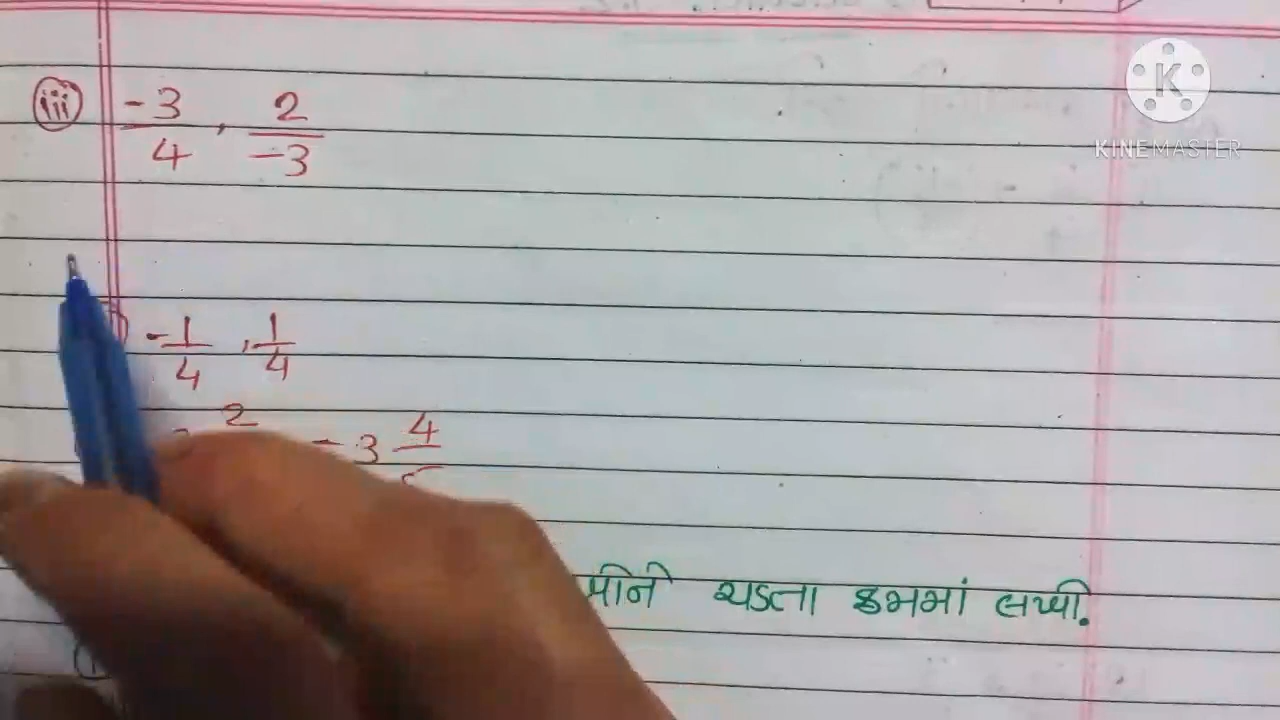 (iii) -3/4 , 2/-3
K
KINEMASTER
-1/4 , 1/4
2 -3 4/
ચડતા ક્રમમાં લખો.